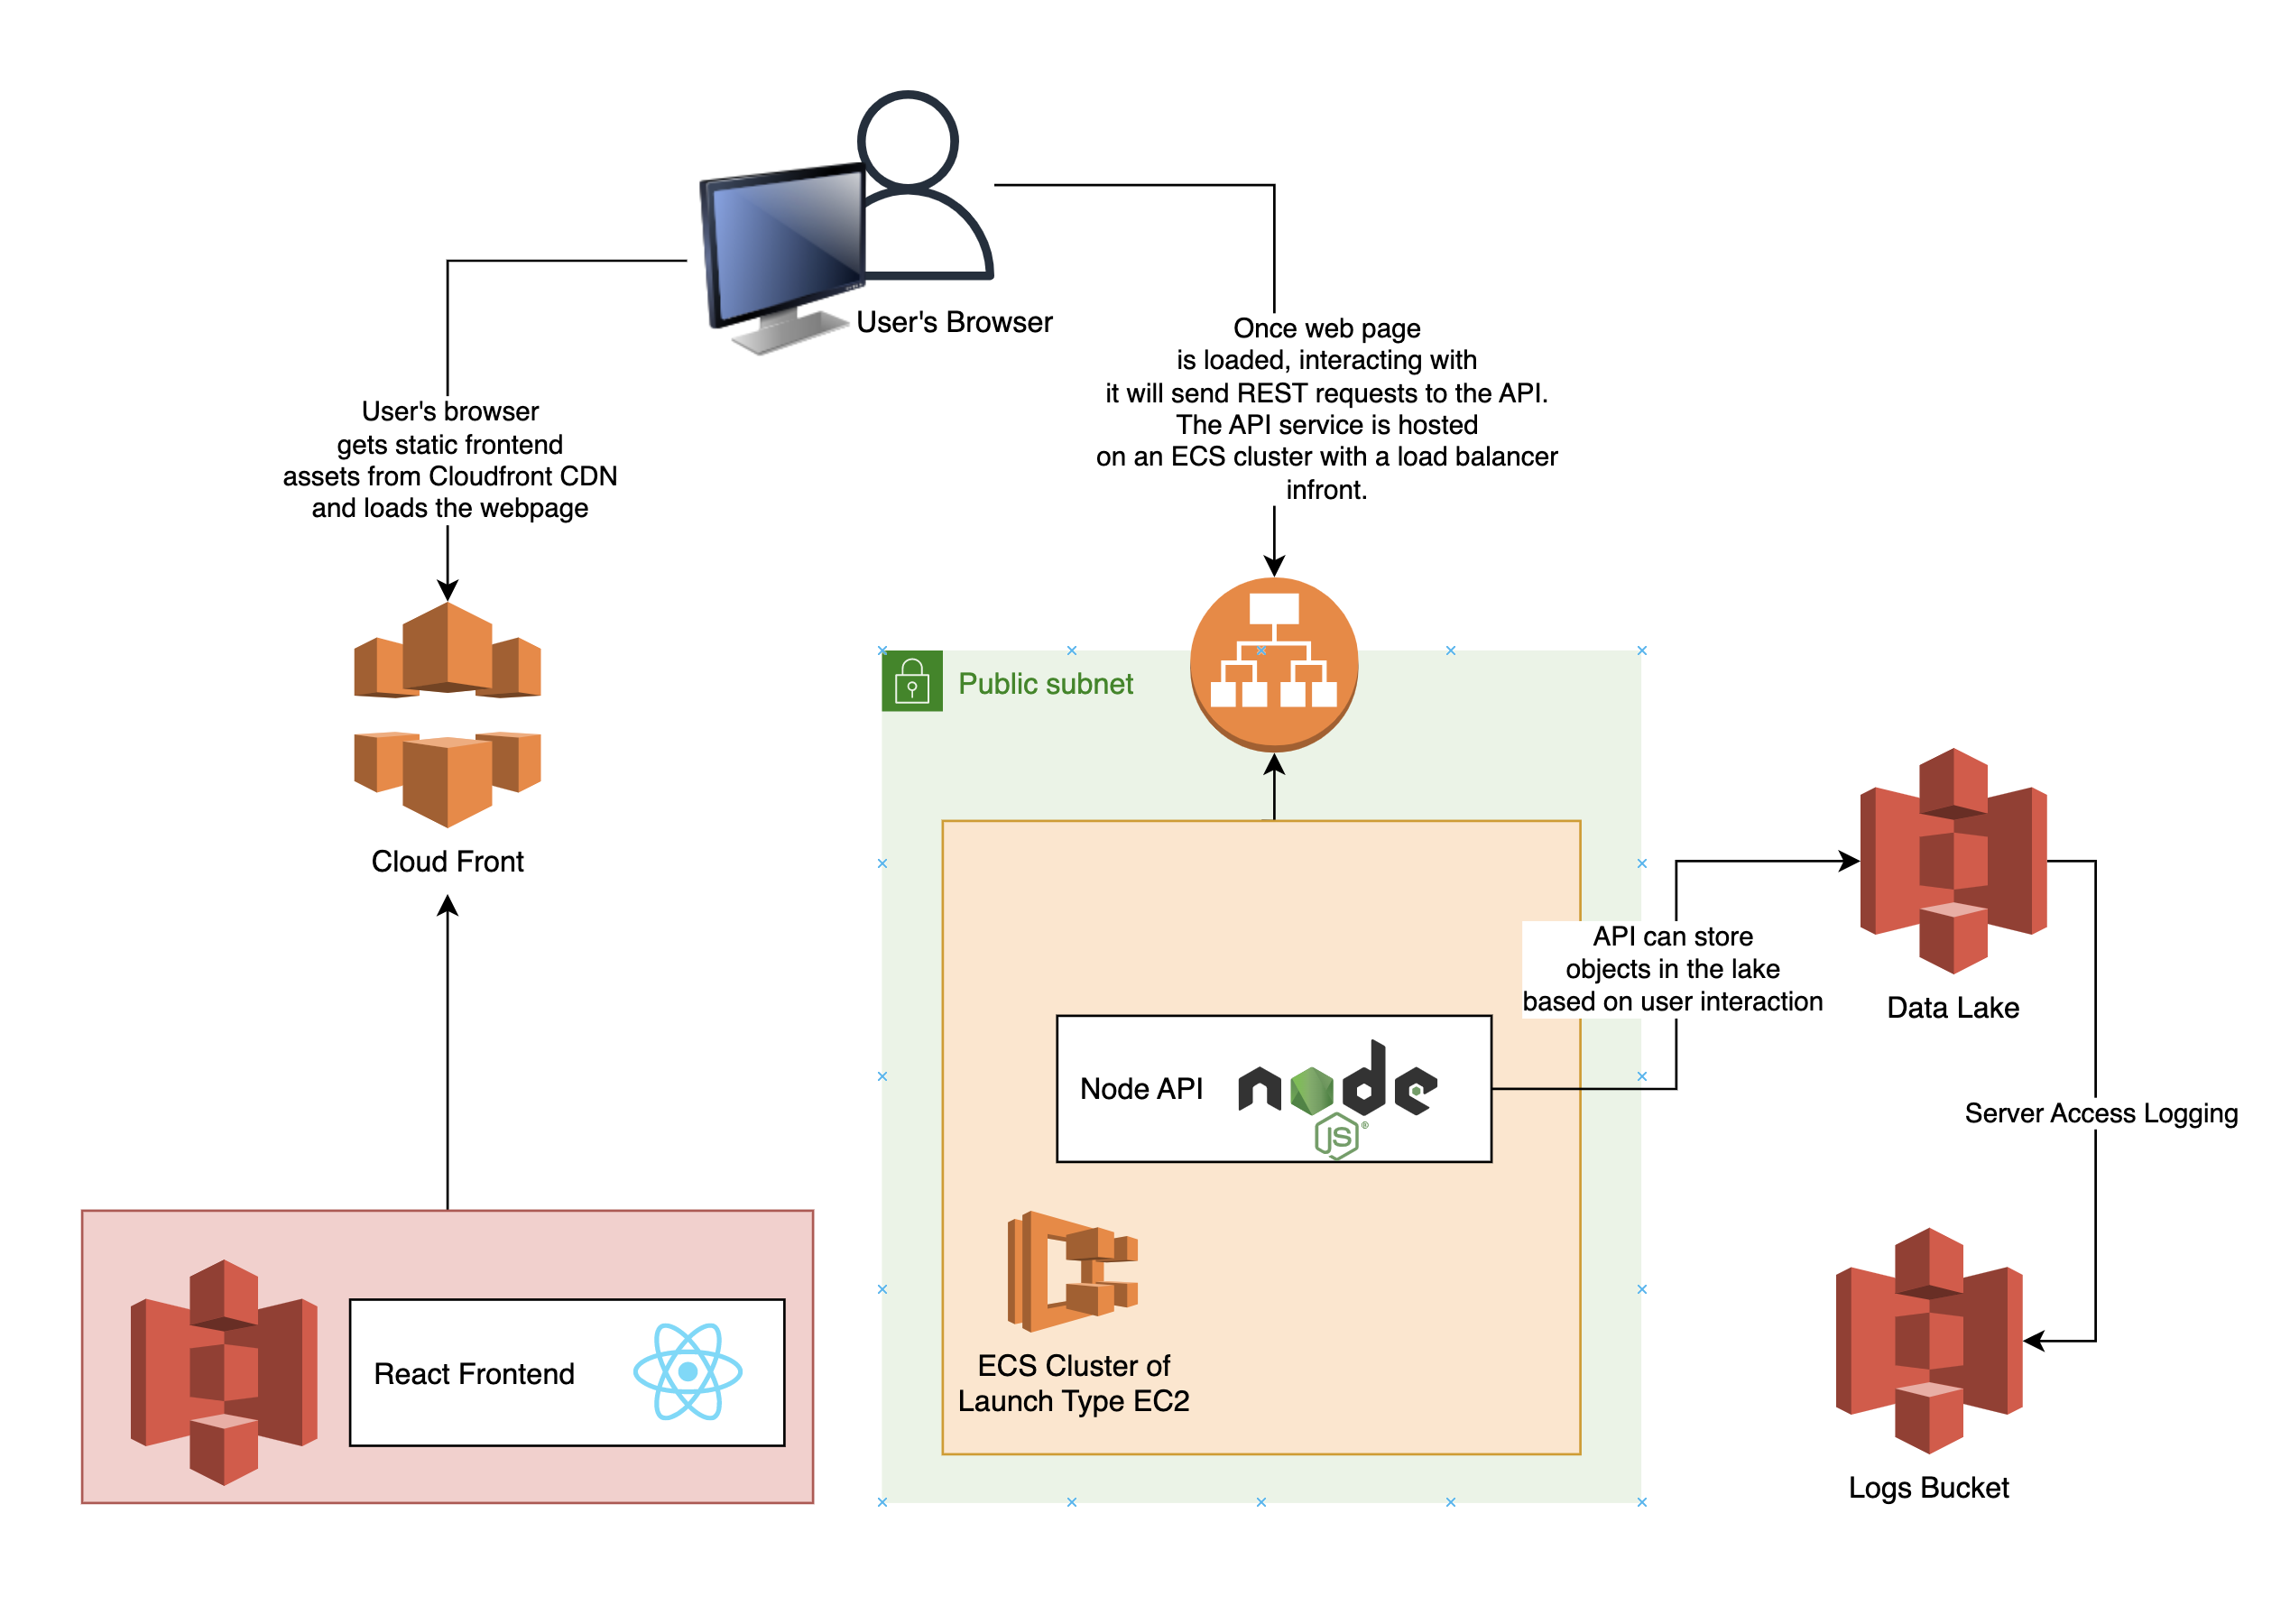 User's Browser
User's browser
gets static frontend
assets from Cloudfront CDN
and loads the webpage
Once web page
is loaded, interacting with
it will send REST requests to the API.
The API service is hosted
on an ECS cluster with a load balancer
infront.
Cloud Front
Public subnet
API can store
objects in the lake
based on user interaction
Data Lake
Node API
node
JS®
Server Access Logging
ECS Cluster of
Launch Type EC2
React Frontend
Logs Bucket